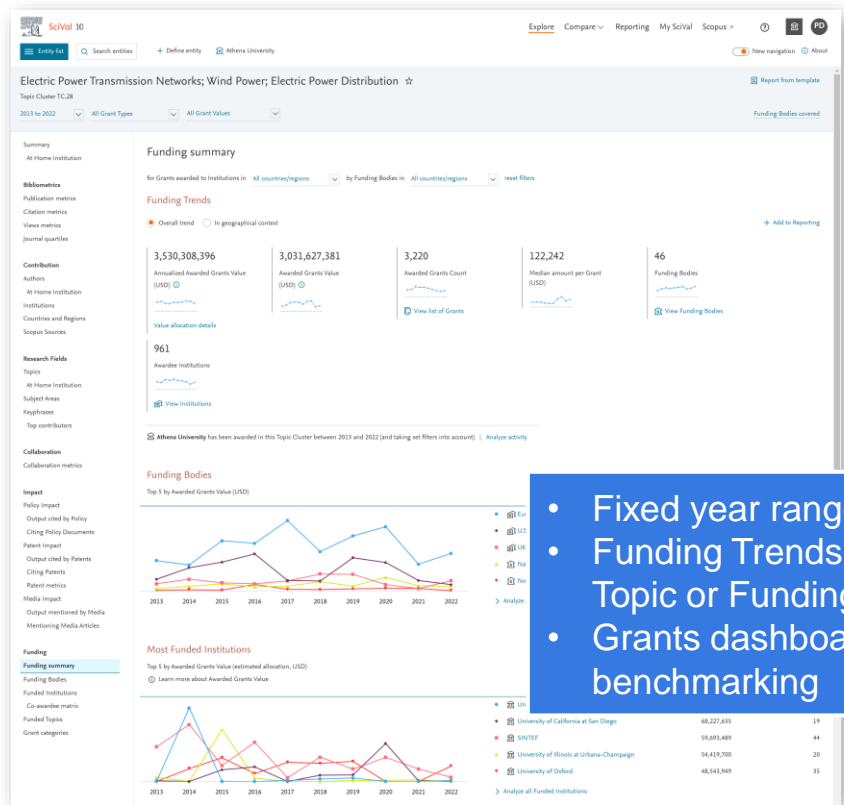 SciVal 10
Explore Compare Reporting My SciVal Scopus PD
Entity list Search entities + Define entity Athena University New navigation About
Electric Power Transmission Networks; Wind Power; Electric Power Distribution
Report from template
Topic Cluster TC.28
2013 to 2022 All Grant Types All Grant Values Funding Bodies covered
Summary
At Home Institution
Bibliometrics
Publication metrics
Citation metrics
Views metrics
Journal quartiles
Contribution
Authors
At Home Institution
Institutions
Countries and Regions
Scopus Sources
Research Fields
Topics
At Home Institution
Subject Areas
Keyphrases
Top contributors
Collaboration
Collaboration metrics
Impact
Policy Impact
Output cited by Policy
Citing Policy Documents
Patent Impact
Output cited by Patents
Citing Patents
Patent metrics
Media Impact
Output mentioned by Media
Mentioning Media Articles
Funding
Funding summary
Funding Bodies
Funded Institutions
Co-awardee matrix
Funded Topics
Grant categories
Funding summary
for Grants awarded to Institutions in All countries/regions by Funding Bodies in All countries/regions reset filters
Funding Trends
Overall trend In geographical context + Add to Reporting
3,530,308,396
Annualized Awarded Grants Value
(USD)
Value allocation details
3,031,627,381
Awarded Grants Value
(USD)
3,220
Awarded Grants Count
View list of Grants
122,242
Median amount per Grant
(USD)
46
Funding Bodies
View Funding Bodies
961
Awardee Institutions
View Institutions
Athena University has been awarded in this Topic Cluster between 2013 and 2022 (and taking set filters into account) | Analyze activity
Funding Bodies
Top 5 by Awarded Grants Value (USD)
2013 2014 2015 2016 2017 2018 2019 2020 2021 2022
U.S
UK
Na
> Analyze
• Fixed year rang
• Funding Trends
Topic or Funding
• Grants dashboa
benchmarking
Most Funded Institutions
Top 5 by Awarded Grants Value (estimated allocation, USD)
Learn more about Awarded Grants Value
2013 2014 2015 2016 2017 2018 2019 2020 2021 2022
Un
University of California at San Diego 68,227,635 19
SINTEF 59,693,489 44
University of Illinois at Urbana-Champaign 54,419,780 20
University of Oxford 48,543,949 35
> Analyze all Funded Institutions